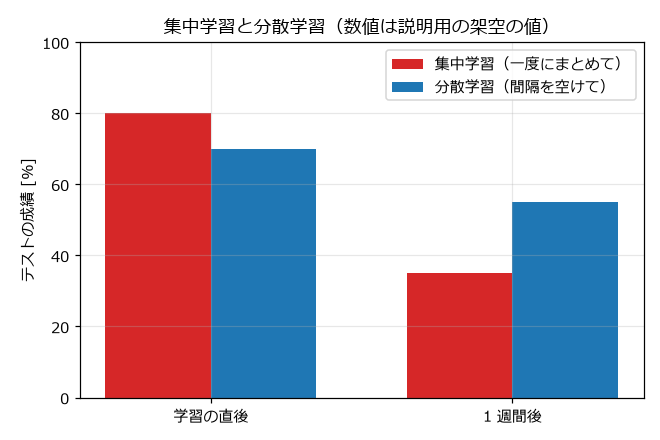 集中学習と分散学習（数値は説明用の架空の値）
集中学習（一度にまとめて）
分散学習（間隔を空けて）
テストの成績 [%]
100
80
60
40
20
0
学習の直後
1 週間後